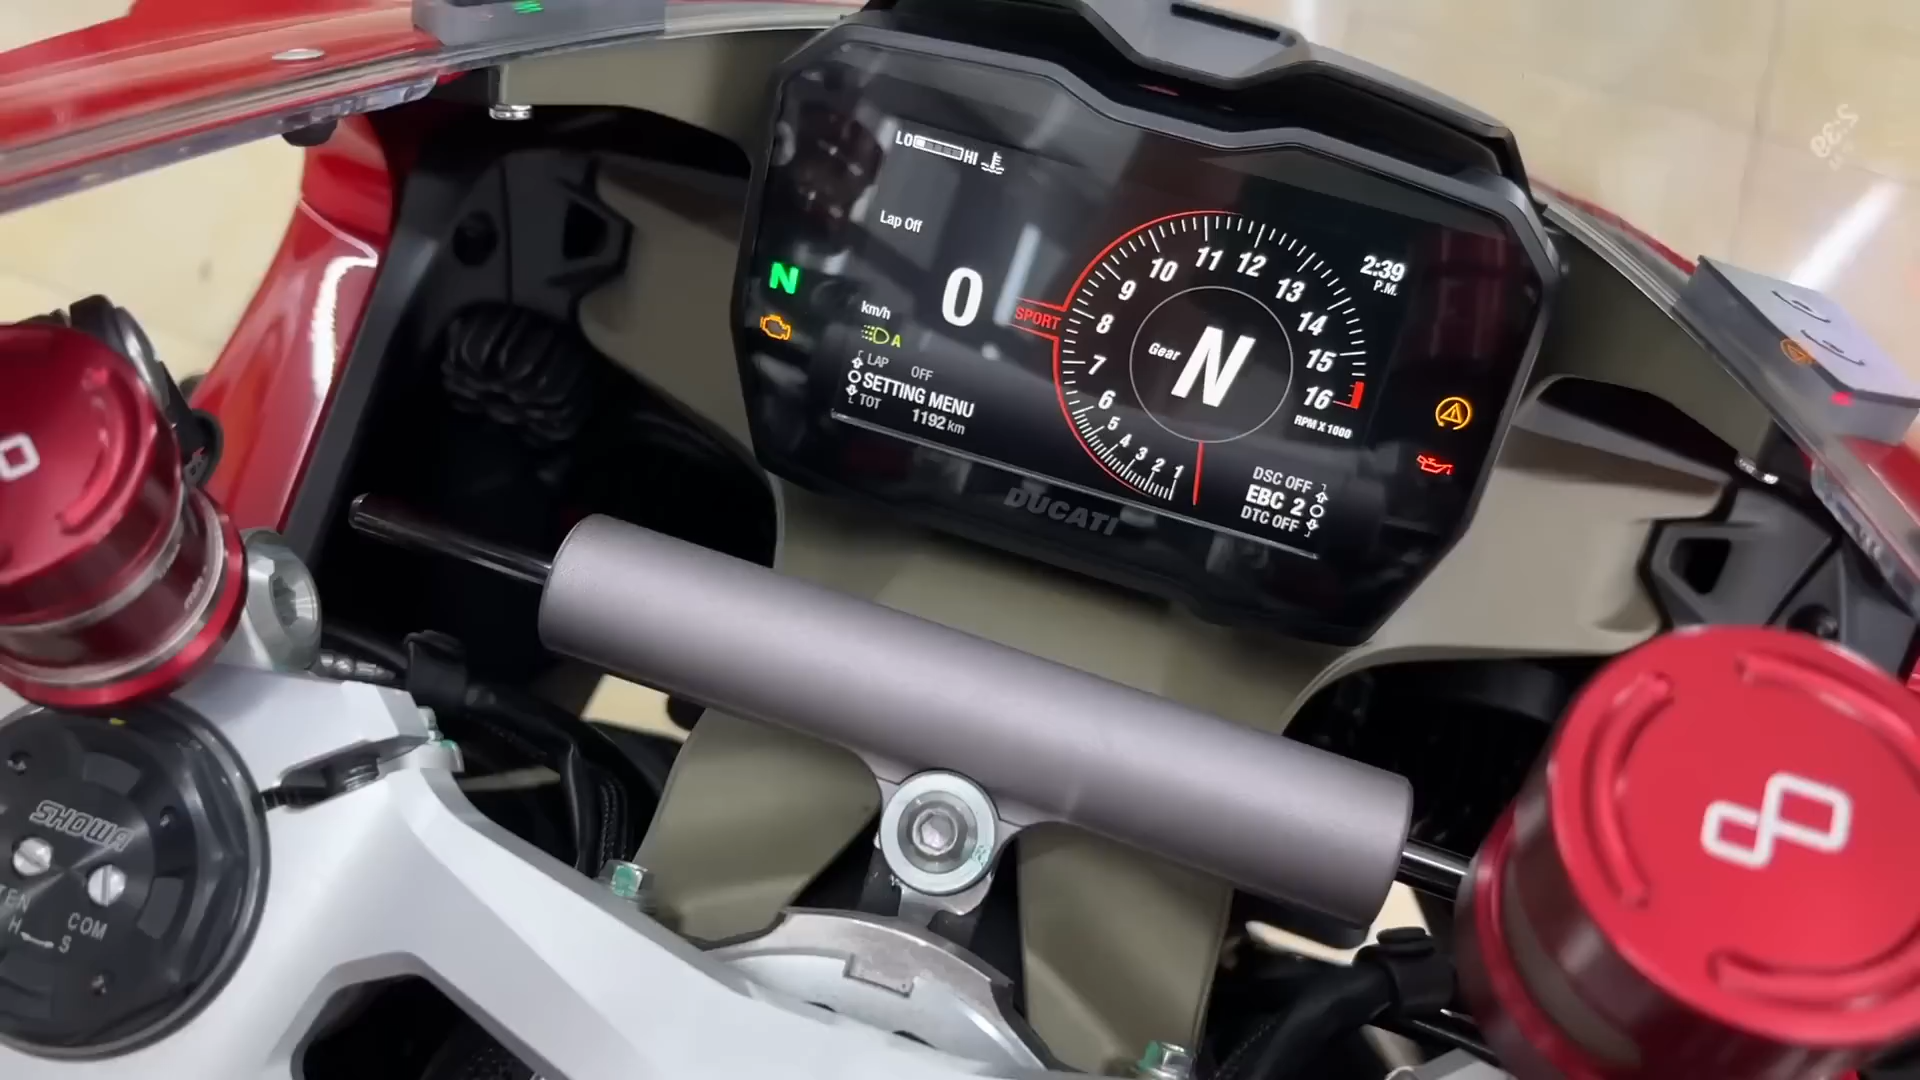 LO HI
Lap Off
N
0
km/h
A
LAP OFF
SETTING MENU
TOT 1192 km
SPORT
1 2 3 4 5 6 7 8 9 10 11 12 13 14 15 16
RPM X 1000
Gear N
2:39
P.M.
DSC OFF
EBC 2
DTC OFF
DUCATI
SHOWA
TEN
COM
H S